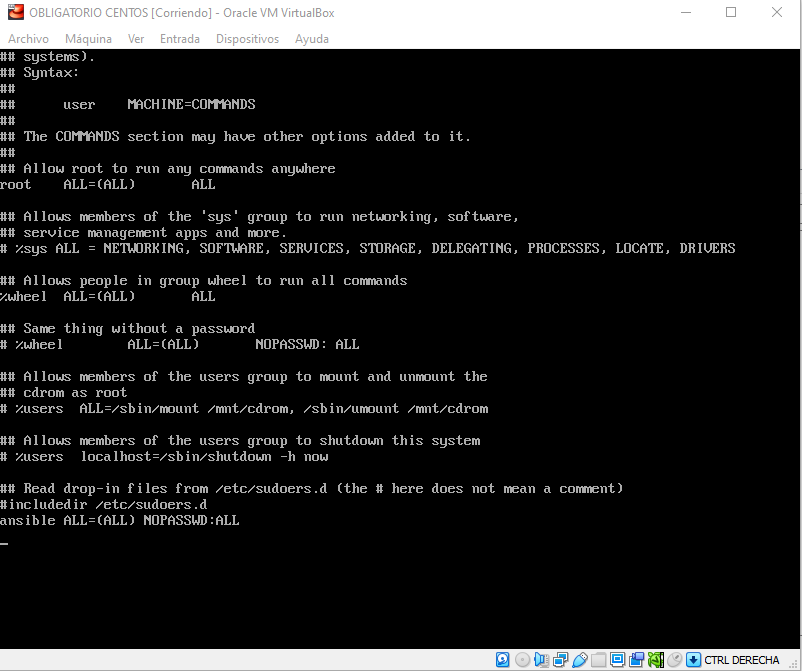 OBLIGATORIO CENTOS [Corriendo] - Oracle VM VirtualBox
Archivo Máquina Ver Entrada Dispositivos Ayuda
## systems).
## Syntax:
##
##      user    MACHINE=COMMANDS
##
## The COMMANDS section may have other options added to it.
##
## Allow root to run any commands anywhere
root    ALL=(ALL)       ALL
## Allows members of the 'sys' group to run networking, software,
## service management apps and more.
# %sys ALL = NETWORKING, SOFTWARE, SERVICES, STORAGE, DELEGATING, PROCESSES, LOCATE, DRIVERS
## Allows people in group wheel to run all commands
%wheel  ALL=(ALL)       ALL
## Same thing without a password
# %wheel        ALL=(ALL)       NOPASSWD: ALL
## Allows members of the users group to mount and unmount the
## cdrom as root
# %users  ALL=/sbin/mount /mnt/cdrom, /sbin/umount /mnt/cdrom
## Allows members of the users group to shutdown this system
# %users  localhost=/sbin/shutdown -h now
## Read drop-in files from /etc/sudoers.d (the # here does not mean a comment)
#includedir /etc/sudoers.d
ansible ALL=(ALL) NOPASSWD:ALL
CTRL DERECHA